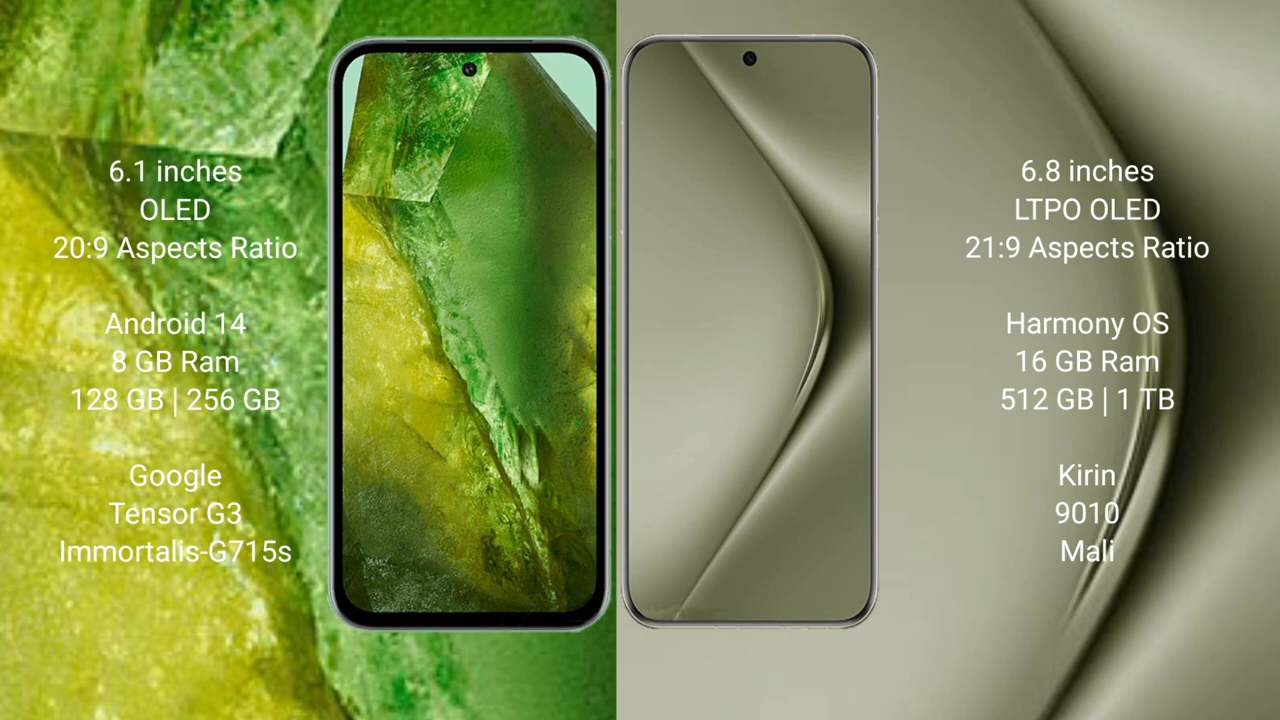 6.1 inches
OLED
20:9 Aspects Ratio
Android 14
8 GB Ram
128 GB | 256 GB
Google
Tensor G3
Immortalis-G715s
6.8 inches
LTPO OLED
21:9 Aspects Ratio
Harmony OS
16 GB Ram
512 GB | 1 TB
Kirin
9010
Mali